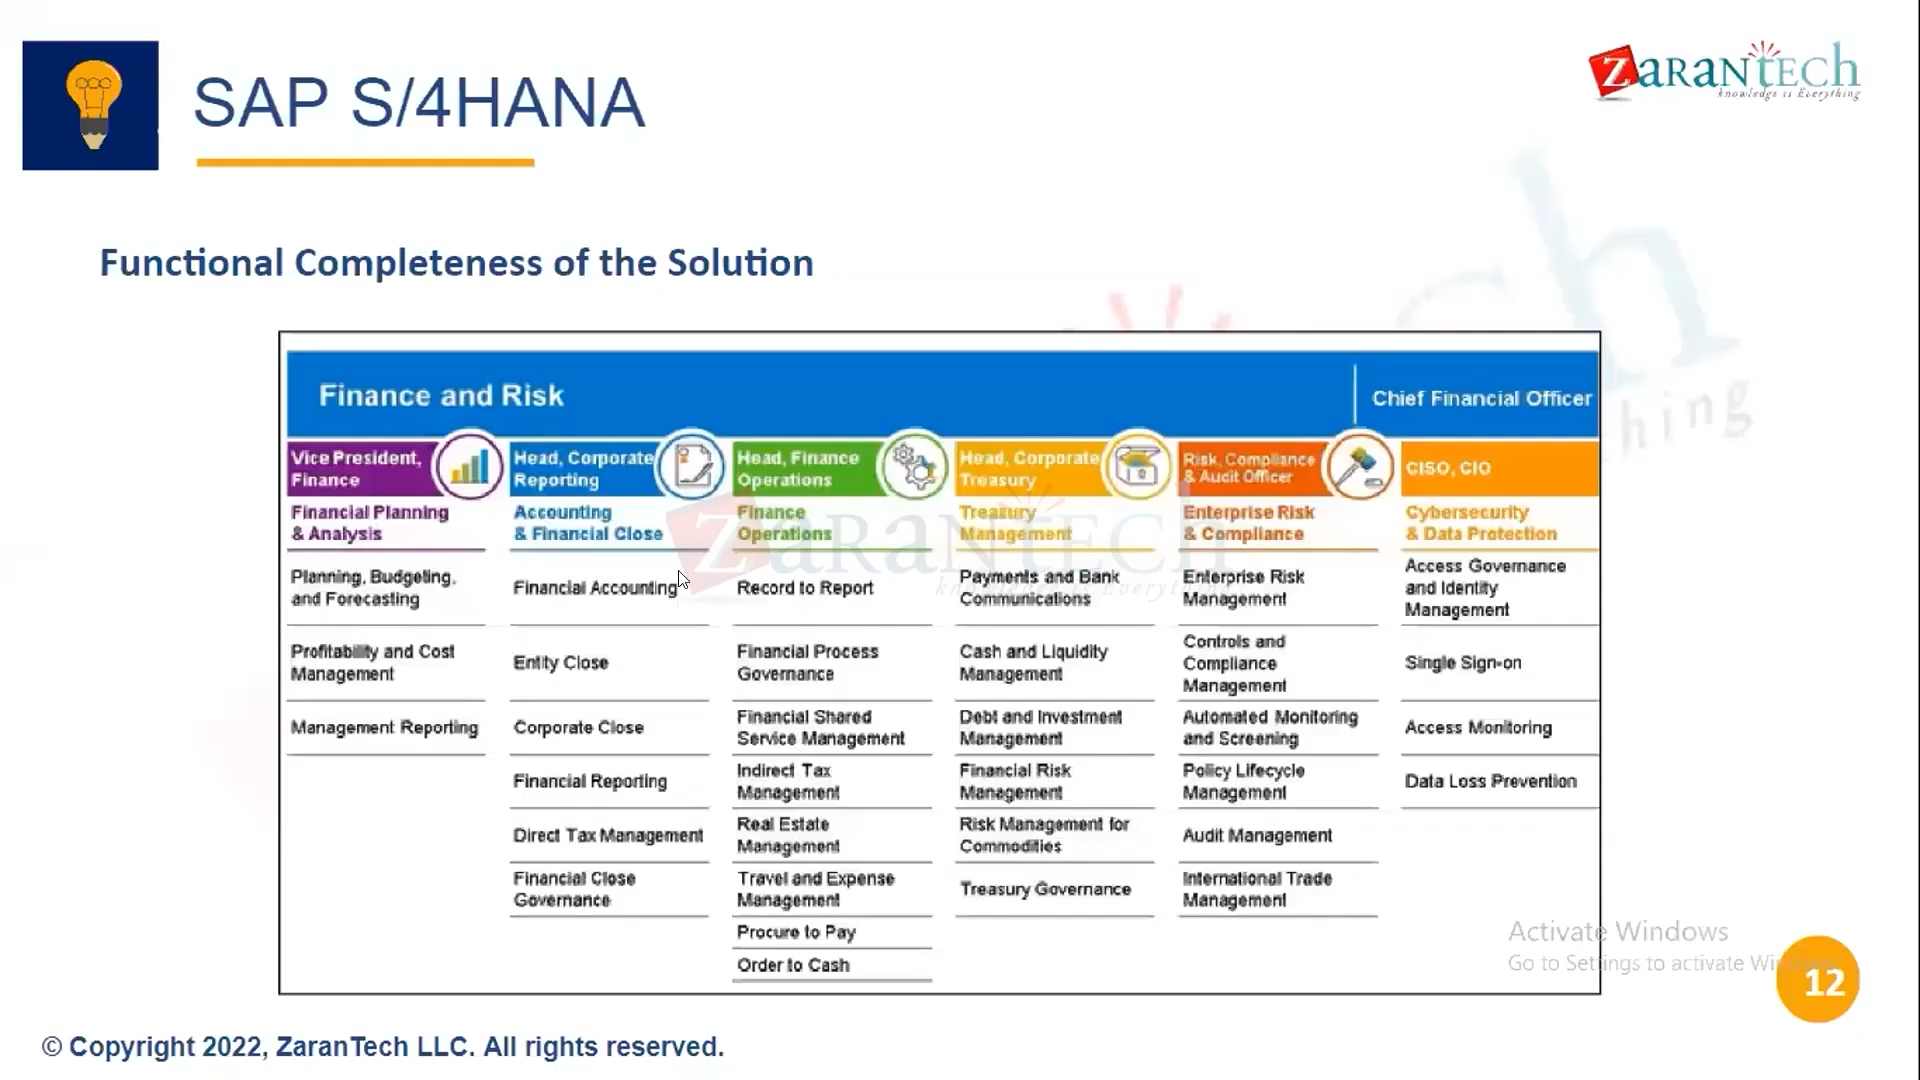 SAP S/4HANA
ZARANTECH
knowledge is Everything
Functional Completeness of the Solution
Finance and Risk
Chief Financial Officer
Vice President,
Finance
Head, Corporate
Reporting
Head, Finance
Operations
Head, Corporate
Treasury
Risk, Compliance
& Audit Officer
CISO, CIO
Financial Planning
& Analysis
Accounting
& Financial Close
Finance
Operations
Treasury
Management
Enterprise Risk
& Compliance
Cybersecurity
& Data Protection
Planning, Budgeting,
and Forecasting
Financial Accounting
Record to Report
Payments and Bank
Communications
Enterprise Risk
Management
Access Governance
and Identity
Management
Profitability and Cost
Management
Entity Close
Financial Process
Governance
Cash and Liquidity
Management
Controls and
Compliance
Management
Single Sign-on
Management Reporting
Corporate Close
Financial Shared
Service Management
Debt and Investment
Management
Automated Monitoring
and Screening
Access Monitoring
Financial Reporting
Indirect Tax
Management
Financial Risk
Management
Policy Lifecycle
Management
Data Loss Prevention
Direct Tax Management
Real Estate
Management
Risk Management for
Commodities
Audit Management
Financial Close
Governance
Travel and Expense
Management
Treasury Governance
International Trade
Management
Procure to Pay
Order to Cash
ZARANTECH
knowledge is Everything
Activate Windows
Go to Settings to activate Win
12
© Copyright 2022, ZaranTech LLC. All rights reserved.